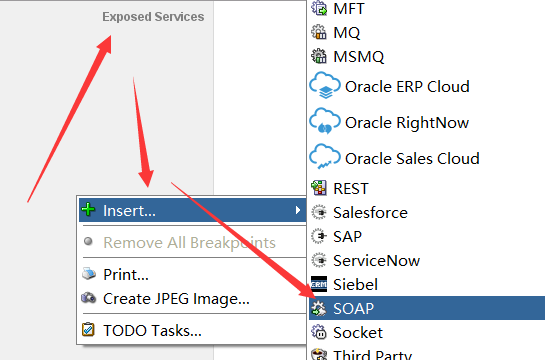 Exposed Services
Insert...
Remove All Breakpoints
Print...
Create JPEG Image...
TODO Tasks...
MFT
MQ
MSMQ
Oracle ERP Cloud
Oracle RightNow
Oracle Sales Cloud
REST
Salesforce
SAP
ServiceNow
Siebel
SOAP
Socket
Third Party